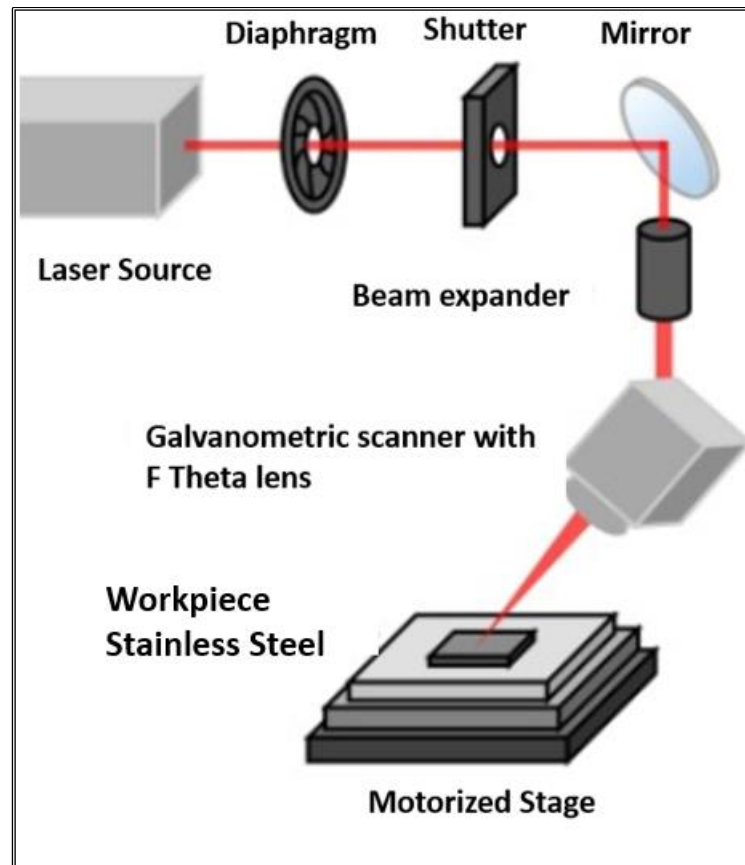 Diaphragm
Shutter
Mirror
Laser Source
Beam expander
Galvanometric scanner with
F Theta lens
Workpiece
Stainless Steel
Motorized Stage